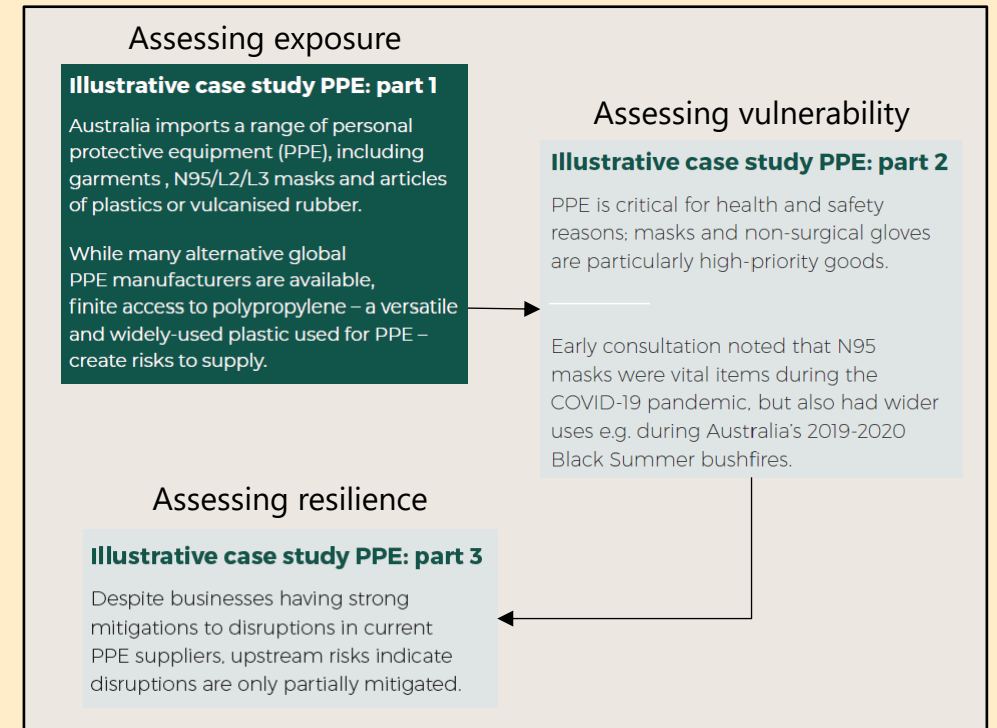 Assessing exposure
Illustrative case study PPE: part 1
Australia imports a range of personal
protective equipment (PPE), including
garments , N95/L2/L3 masks and articles
of plastics or vulcanised rubber.
While many alternative global
PPE manufacturers are available,
finite access to polypropylene – a versatile
and widely-used plastic used for PPE –
create risks to supply.
Assessing vulnerability
Illustrative case study PPE: part 2
PPE is critical for health and safety
reasons; masks and non-surgical gloves
are particularly high-priority goods.
Early consultation noted that N95
masks were vital items during the
COVID-19 pandemic, but also had wider
uses e.g. during Australia's 2019-2020
Black Summer bushfires.
Assessing resilience
Illustrative case study PPE: part 3
Despite businesses having strong
mitigations to disruptions in current
PPE suppliers, upstream risks indicate
disruptions are only partially mitigated.